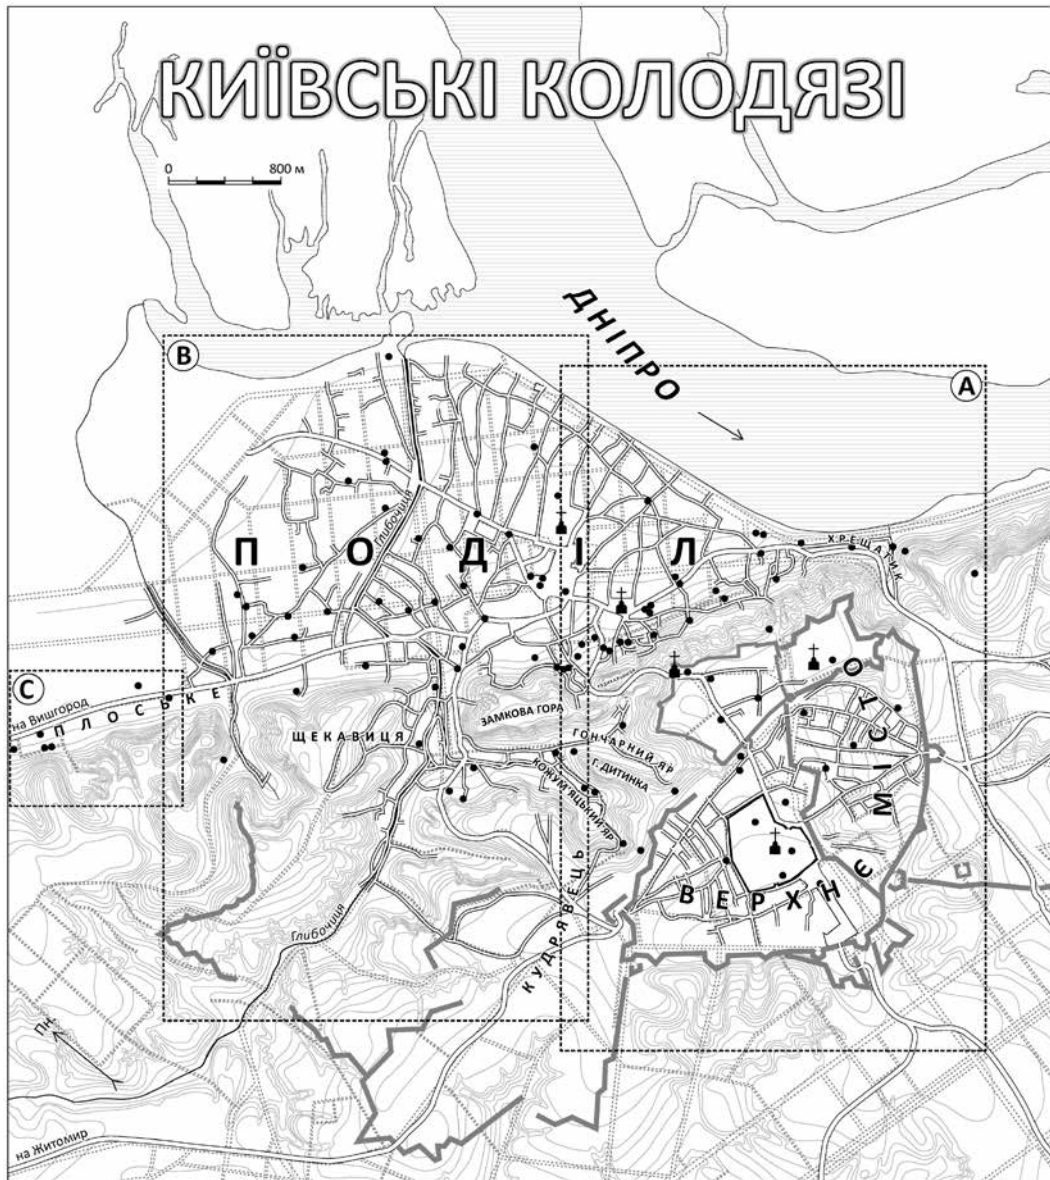 КИЇВСЬКІ КОЛОДЯЗІ
0 800 м
ДНІПРО
B
A
Глибочиця
ПОДІЛ
ХРЕЩАТИК
C
на Вишгород
ПЛОСЬКЕ
ЗАМКОВА ГОРА
ЩЕКАВИЦЯ
ГОНЧАРНИЙ ЯР
Г. ДИТИНКА
КОЖУМ'ЯЦЬКИЙ ЯР
ВЕРХНЄ МІСТО
КУДРЯВЕЦЬ
Глибочиця
Пн.
на Житомир